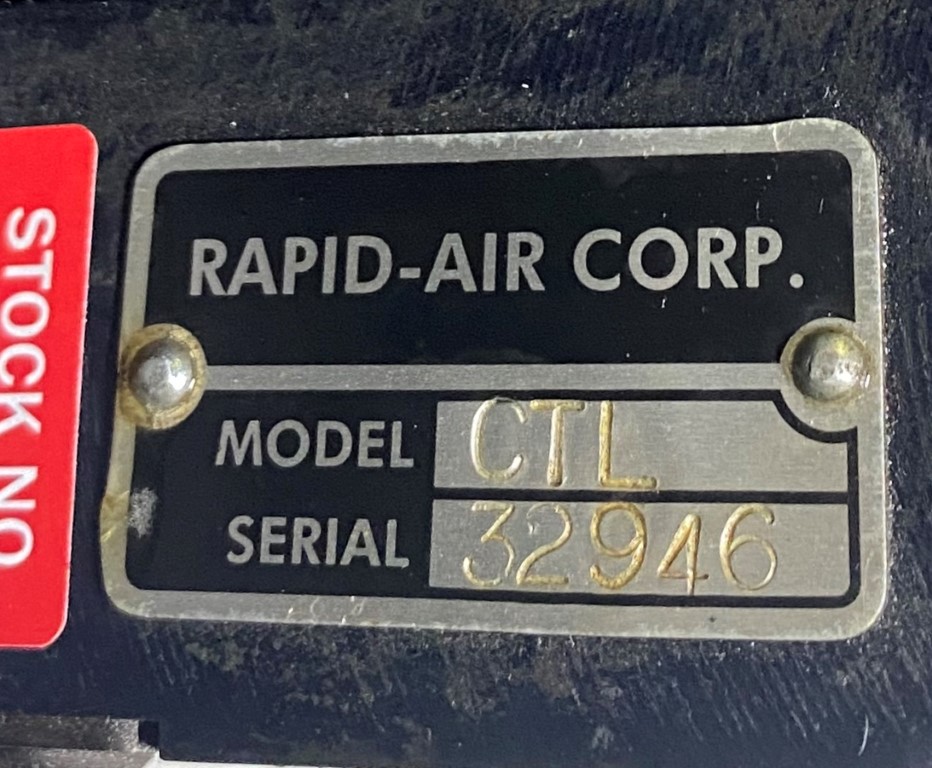 STOCK NO
RAPID-AIR CORP.
MODEL CTL
SERIAL 32946